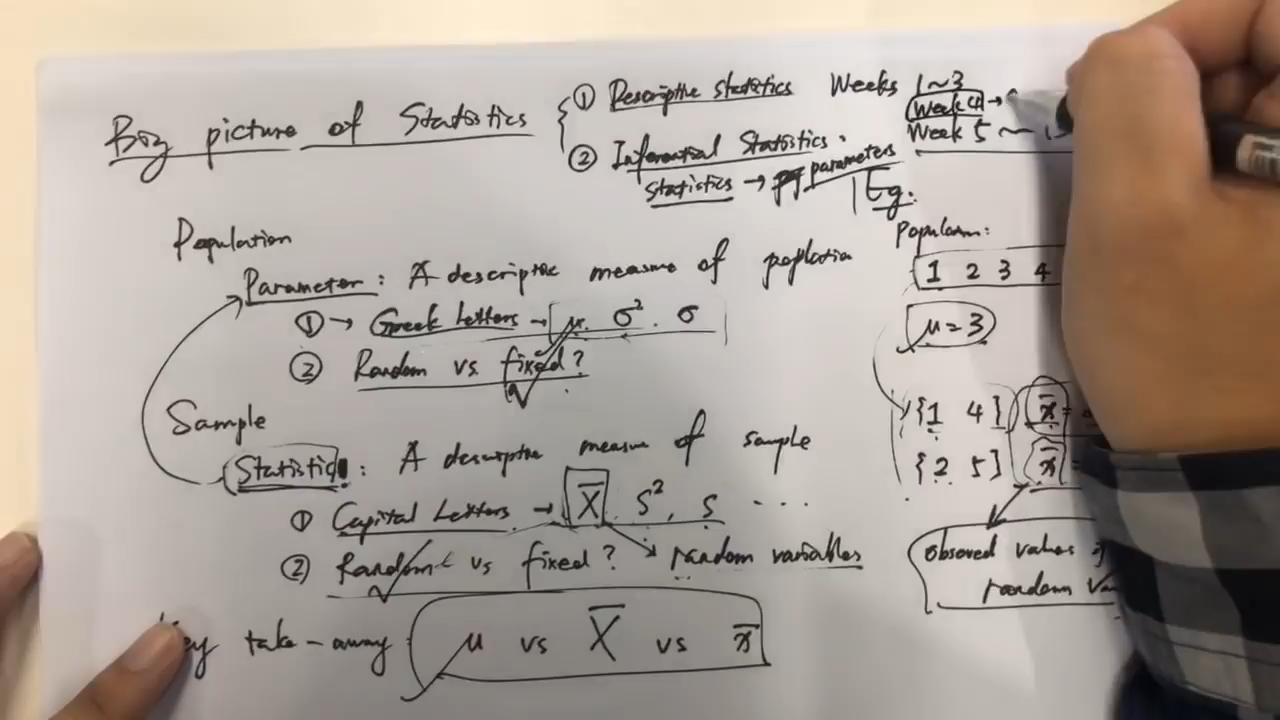 Big picture of Statistics
① Descriptive Statistics Weeks 1~3
Week 4 →
② Inferential Statistics. Week 5 ~
Statistics → parameters
Eg.
Population
Parameter: A descriptive measure of poplation
① → Greek Letters → μ. σ². σ
② Random vs fixed?
Sample
Statistic: A descriptive measure of sample
① Capital Letters → X̄. S², S ....
② Random vs fixed? → random variables
Key take-away: μ vs X̄ vs x̄
1 2 3 4
μ=3
{1 4} x̄ =
{2 5} x̄ =
values
random